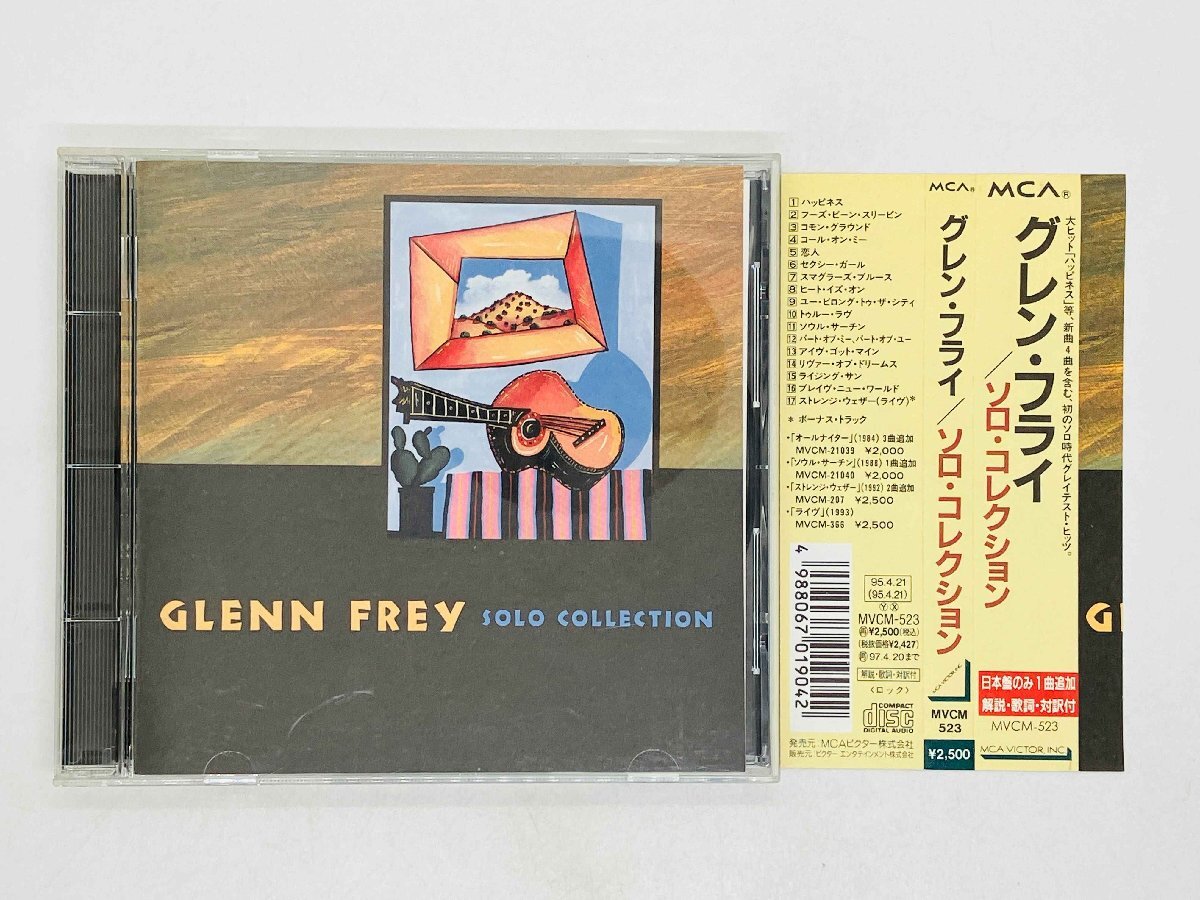 GLENN FREY SOLO COLLECTION
1 ハッピネス
2 フーズ・ビーン・スリーピン
3 コモン・グラウンド
4 コール・オン・ミー
5 恋人
6 セクシー・ガール
7 スマグラーズ・ブルース
8 ヒート・イズ・オン
9 ユー・ビロング・トゥ・ザ・シティ
10 トゥルー・ラヴ
11 ソウル・サーチン
12 パート・オブ・ミー、パート・オブ・ユー
13 アイヴ・ゴット・マイン
14 リヴァー・オブ・ドリームス
15 ライジング・サン
16 ブレイヴ・ニュー・ワールド
17 ストレンジ・ウェザー(ライヴ)*
* ボーナス・トラック
・「オールナイター」(1984) 3曲追加
MVCM-21039 ¥2,000
・「ソウル・サーチン」(1988) 1曲追加
MVCM-21040 ¥2,000
・「ストレンジ・ウェザー」(1992) 2曲追加
MVCM-207 ¥2,500
・「ライヴ」(1993)
MVCM-366 ¥2,500
4 988067 019042
95.4.21
(95.4.21)
Ⓨ Ⓧ
MVCM-523
¥2,500(税込)
(税抜価格¥2,427)
97.4.20まで
解説・歌詞・対訳付
〈ロック〉
COMPACT
disc
DIGITAL AUDIO
発売元:MCAビクター株式会社
販売元:ビクター エンタテインメント株式会社
MCA®
グレン・フライ/ソロ・コレクション
MCA VICTOR, INC.
MVCM
523
¥2,500
MCA®
大ヒット「ハッピネス」等、新曲4曲を含む、初のソロ時代グレイテスト・ヒッツ。
グレン・フライ
/ソロ・コレクション
日本盤のみ1曲追加
解説・歌詞・対訳付
MVCM-523
MCA VICTOR, INC.
G